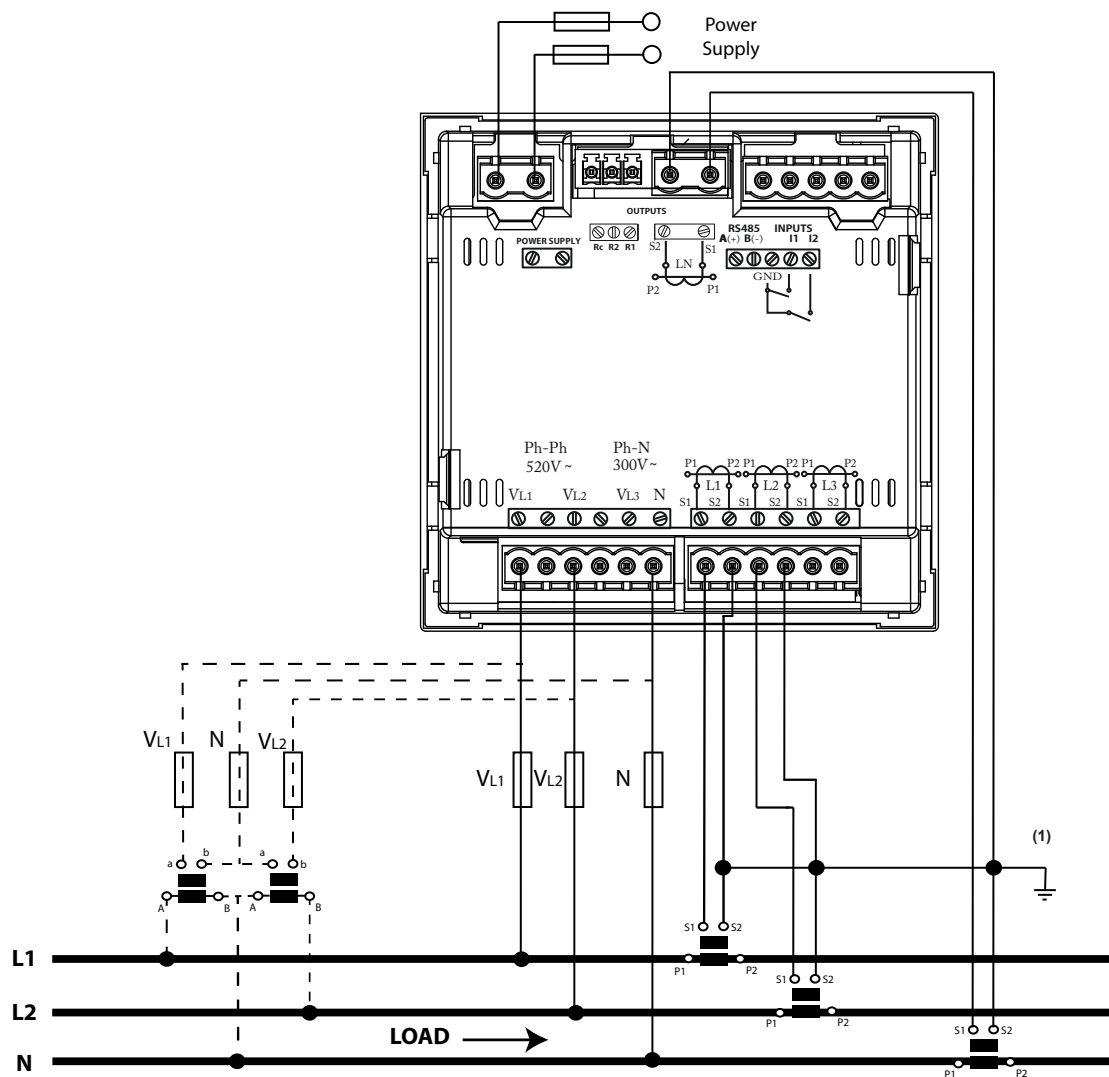 Power
Supply
OUTPUTS
POWER SUPPLY
Rc R2 R1
S2 S1
LN
P2 P1
RS485 INPUTS
A(+) B(-) I1 I2
GND
Ph-Ph
520V ~
Ph-N
300V ~
VL1 VL2 VL3 N
P1 P2 P1 P2 P1 P2
L1 L2 L3
S1 S2 S1 S2 S1 S2
VL1 N VL2
VL1 VL2 N
(1)
a b a b
A B A B
S1 S2
L1
P1 P2
S1 S2
L2
P1 P2
LOAD
S1 S2
N
P1 P2